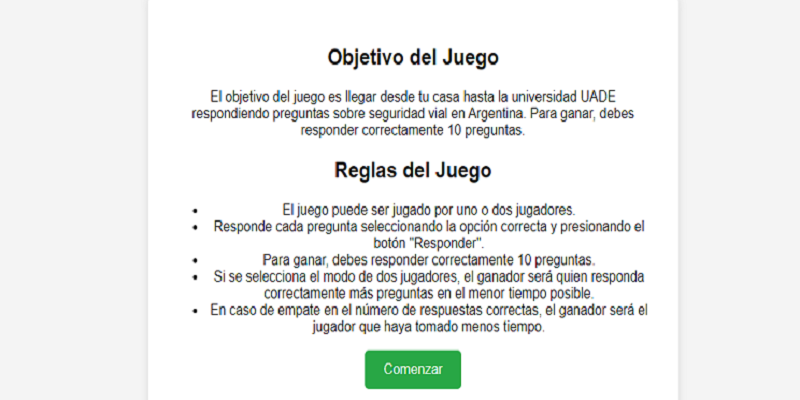 Objetivo del Juego
El objetivo del juego es llegar desde tu casa hasta la universidad UADE
respondiendo preguntas sobre seguridad vial en Argentina. Para ganar, debes
responder correctamente 10 preguntas.
Reglas del Juego
• El juego puede ser jugado por uno o dos jugadores.
• Responde cada pregunta seleccionando la opción correcta y presionando el
botón "Responder".
• Para ganar, debes responder correctamente 10 preguntas.
• Si se selecciona el modo de dos jugadores, el ganador será quien responda
correctamente más preguntas en el menor tiempo posible.
• En caso de empate en el número de respuestas correctas, el ganador será el
jugador que haya tomado menos tiempo.
Comenzar